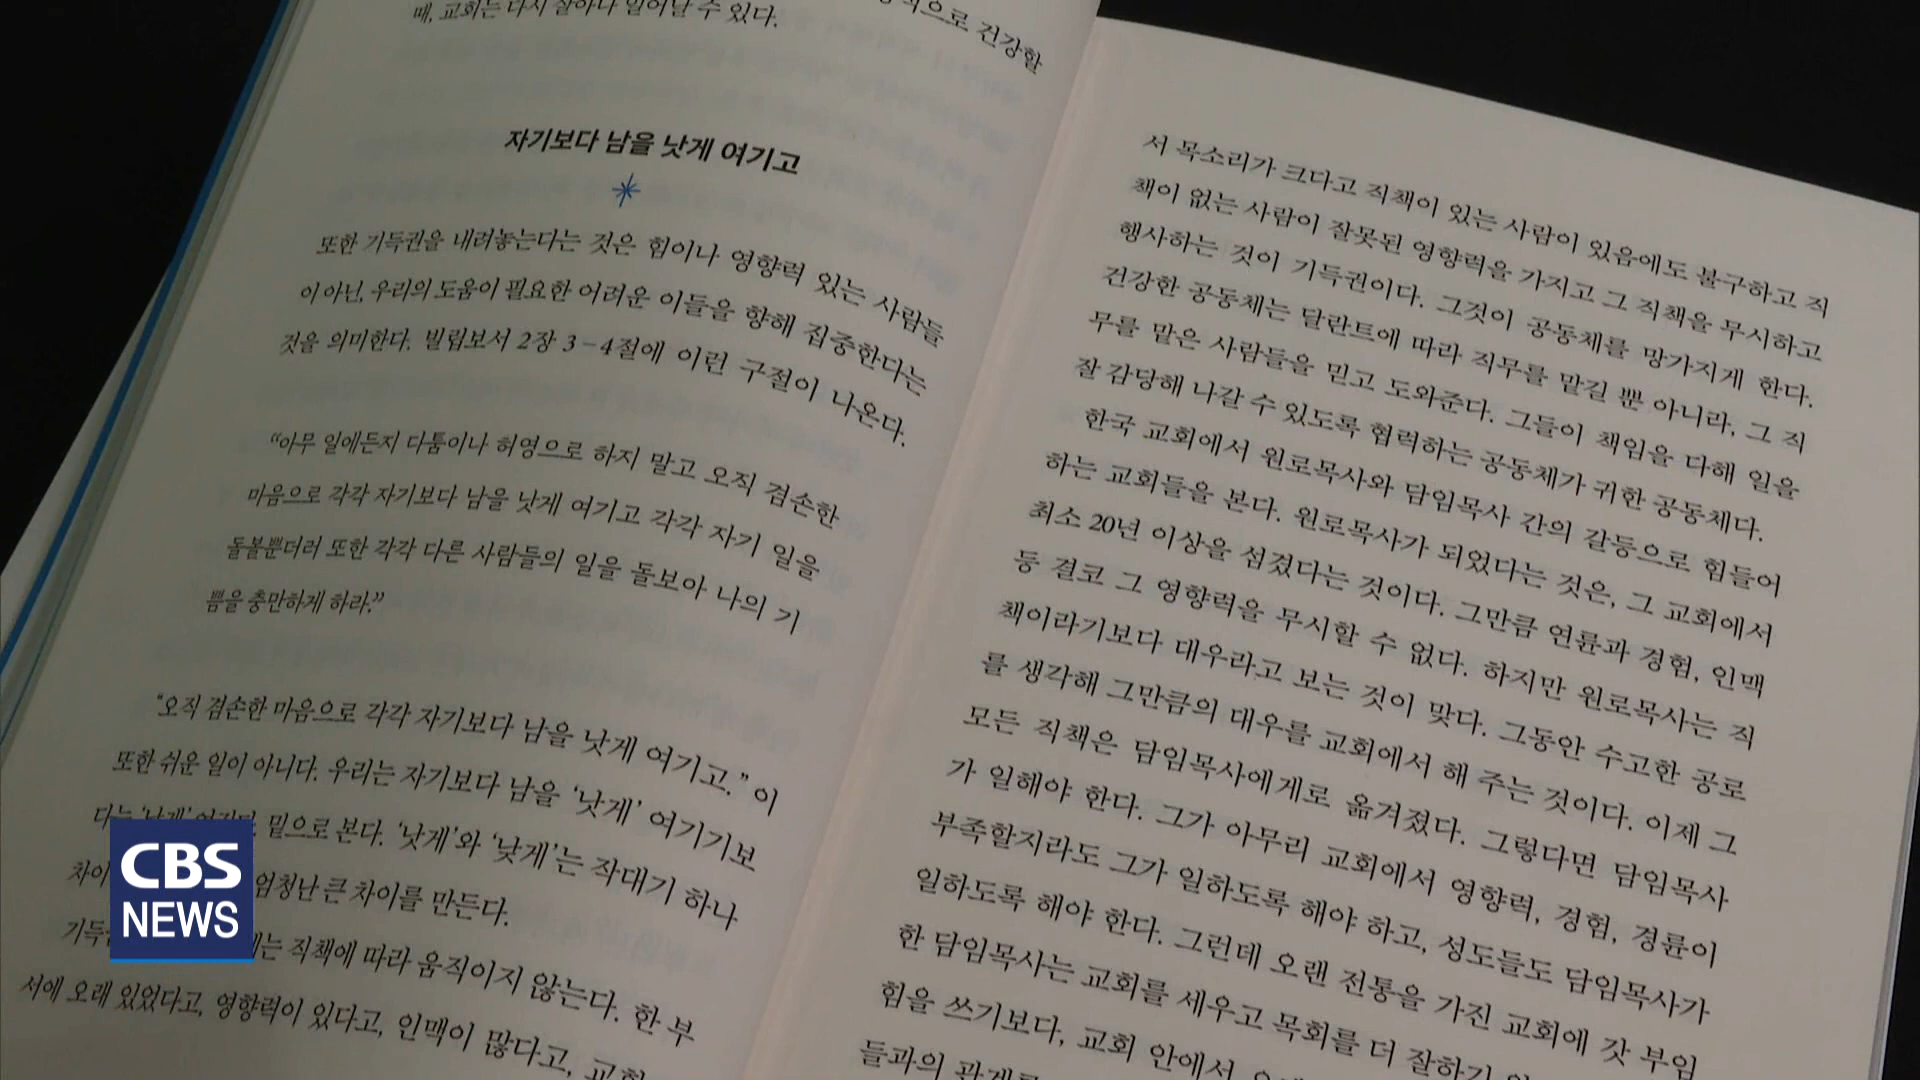 으로 건강할
때, 교회는 다시 살아나 일어날 수 있다.
자기보다 남을 낫게 여기고
또한 기득권을 내려놓는다는 것은 힘이나 영향력 있는 사람들
이 아닌, 우리의 도움이 필요한 어려운 이들을 향해 집중한다는
것을 의미한다. 빌립보서 2장 3-4절에 이런 구절이 나온다.
“아무 일에든지 다툼이나 허영으로 하지 말고 오직 겸손한
마음으로 각각 자기보다 남을 낫게 여기고 각각 자기 일을
돌볼뿐더러 또한 각각 다른 사람들의 일을 돌보아 나의 기
쁨을 충만하게 하라.”
“오직 겸손한 마음으로 각각 자기보다 남을 낫게 여기고.” 이
또한 쉬운 일이 아니다. 우리는 자기보다 남을 ‘낫게’ 여기기보
다는 밑으로 본다. ‘낫게’와 ‘낮게’는 작대기 하나
차이 엄청난 큰 차이를 만든다.
기득 는 직책에 따라 움직이지 않는다. 한 부
서에 오래 있었다고, 영향력이 있다고, 인맥이 많다고, 교회
서 목소리가 크다고 직책이 있는 사람이 있음에도 불구하고 직
책이 없는 사람이 잘못된 영향력을 가지고 그 직책을 무시하고
행사하는 것이 기득권이다. 그것이 공동체를 망가지게 한다.
건강한 공동체는 달란트에 따라 직무를 맡길 뿐 아니라, 그 직
무를 맡은 사람들을 믿고 도와준다. 그들이 책임을 다해 일을
잘 감당해 나갈 수 있도록 협력하는 공동체가 귀한 공동체다.
한국 교회에서 원로목사와 담임목사 간의 갈등으로 힘들어
하는 교회들을 본다. 원로목사가 되었다는 것은, 그 교회에서
최소 20년 이상을 섬겼다는 것이다. 그만큼 연륜과 경험, 인맥
등 결코 그 영향력을 무시할 수 없다. 하지만 원로목사는 직
책이라기보다 대우라고 보는 것이 맞다. 그동안 수고한 공로
를 생각해 그만큼의 대우를 교회에서 해 주는 것이다. 이제 그
모든 직책은 담임목사에게로 옮겨졌다. 그렇다면 담임목사
가 일해야 한다. 그가 아무리 교회에서 영향력, 경험, 경륜이
부족할지라도 그가 일하도록 해야 하고, 성도들도 담임목사가
일하도록 해야 한다. 그런데 오랜 전통을 가진 교회에 갓 부임
한 담임목사는 교회를 세우고 목회를 더 잘하기
힘을 쓰기보다, 교회 안에서
들과의 관계를
CBS
NEWS